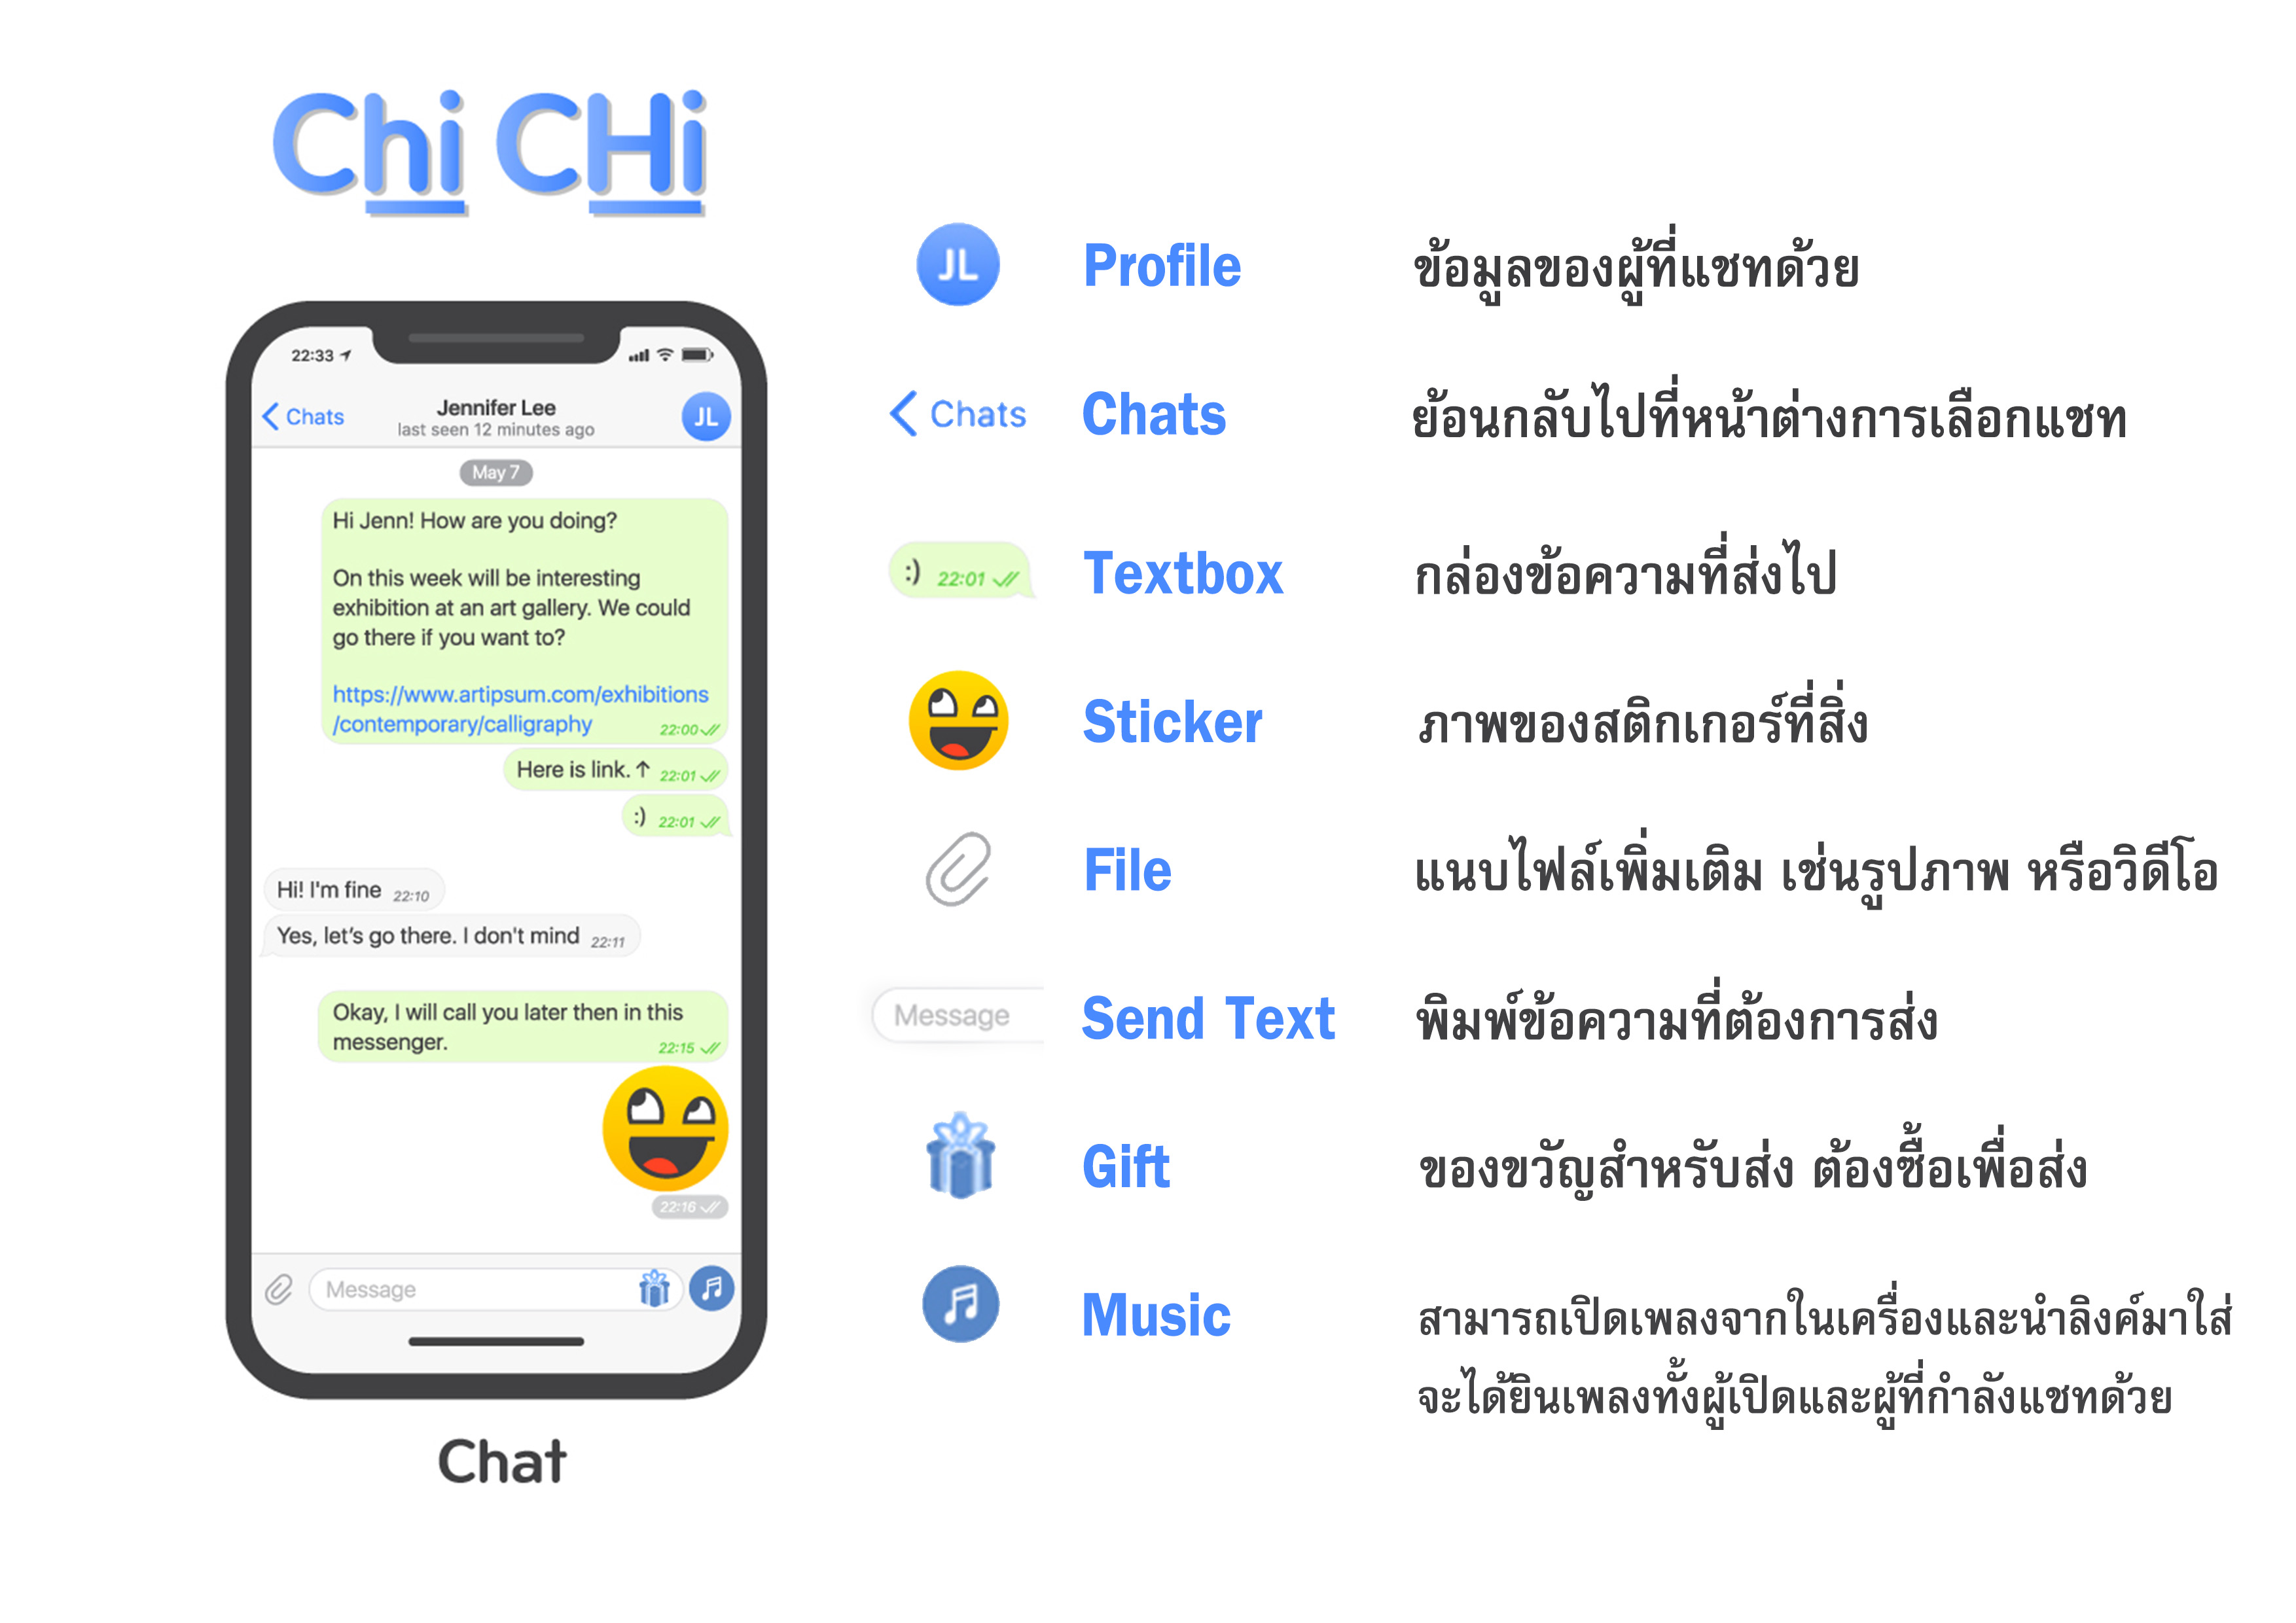 Chi CHi
22:33
Chats
Jennifer Lee
last seen 12 minutes ago
JL
May 7
Hi Jenn! How are you doing?
On this week will be interesting
exhibition at an art gallery. We could
go there if you want to?
https://www.artipsum.com/exhibitions
/contemporary/calligraphy 22:00
Here is link. ↑ 22:01
:) 22:01
Hi! I'm fine 22:10
Yes, let's go there. I don't mind 22:11
Okay, I will call you later then in this
messenger. 22:15
22:16
Message
Chat
JL Profile ข้อมูลของผู้ที่แชทด้วย
Chats Chats ย้อนกลับไปที่หน้าต่างการเลือกแชท
:) 22:01 Textbox กล่องข้อความที่ส่งไป
Sticker ภาพของสติกเกอร์ที่สิ่ง
File แนบไฟล์เพิ่มเติม เช่นรูปภาพ หรือวิดีโอ
Message Send Text พิมพ์ข้อความที่ต้องการส่ง
Gift ของขวัญสำหรับส่ง ต้องซื้อเพื่อส่ง
Music สามารถเปิดเพลงจากในเครื่องและนำลิงค์มาใส่
จะได้ยินเพลงทั้งผู้เปิดและผู้ที่กำลังแชทด้วย